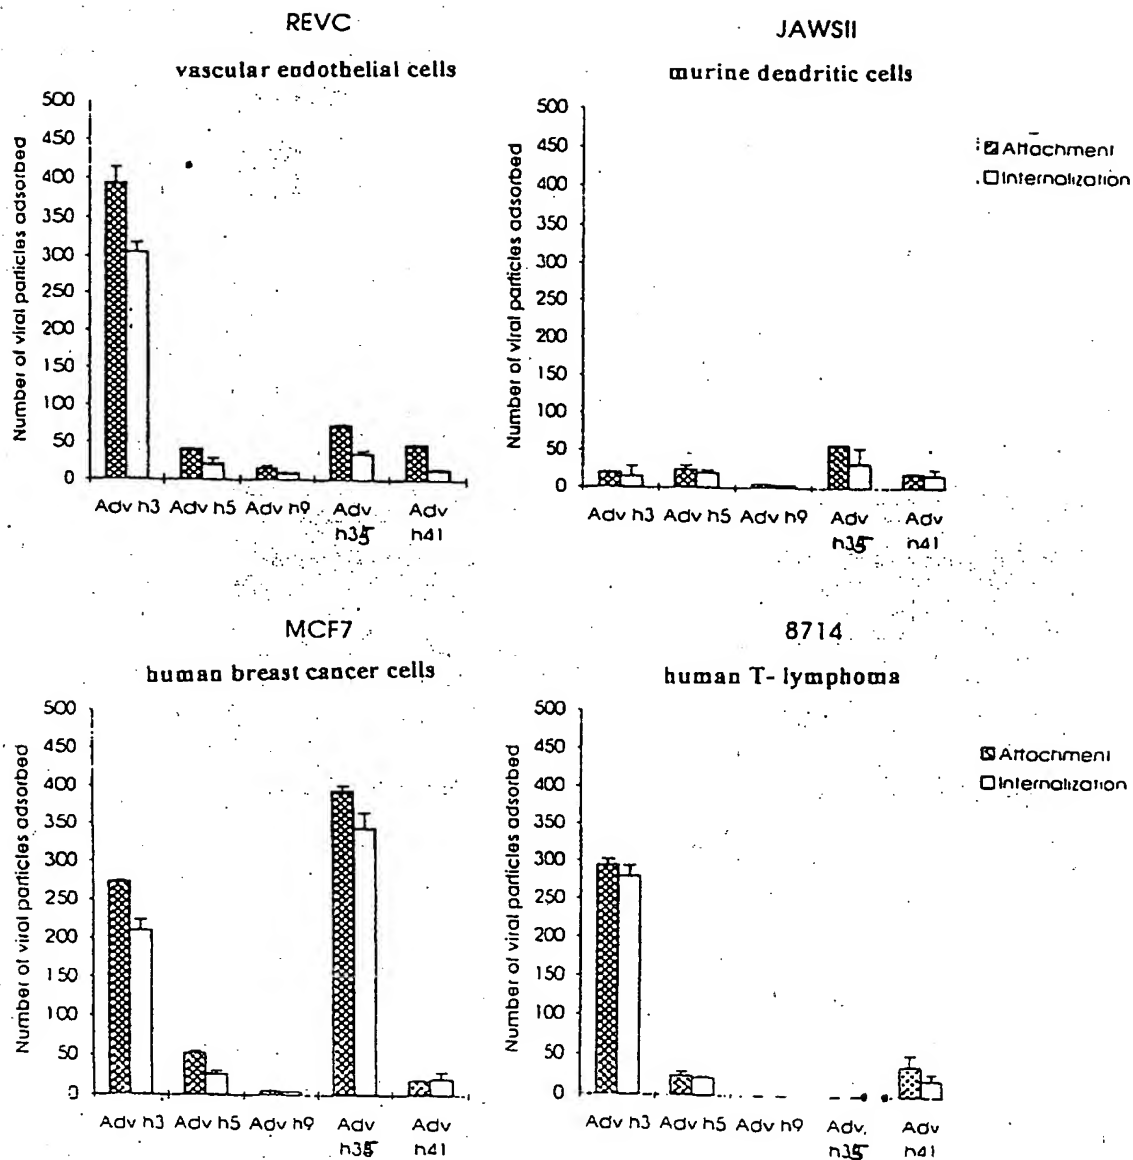 REVC
vascular endothelial cells
Number of viral particles adsorbed
500
450
400
350
300
250
200
150
100
50
0
Adv h3 Adv h5 Adv h9 Adv h35 Adv h41
JAWSII
murine dendritic cells
Number of viral particles adsorbed
500
450
400
350
300
250
200
150
100
50
0
Adv h3 Adv h5 Adv h9 Adv h35 Adv h41
Attachment
Internalization
MCF7
human breast cancer cells
Number of viral particles adsorbed
500
450
400
350
300
250
200
150
100
50
0
Adv h3 Adv h5 Adv h9 Adv h35 Adv h41
8714
human T- lymphoma
Number of viral particles adsorbed
500
450
400
350
300
250
200
150
100
50
0
Adv h3 Adv h5 Adv h9 Adv. h35 Adv h41
Attachment
Internalization